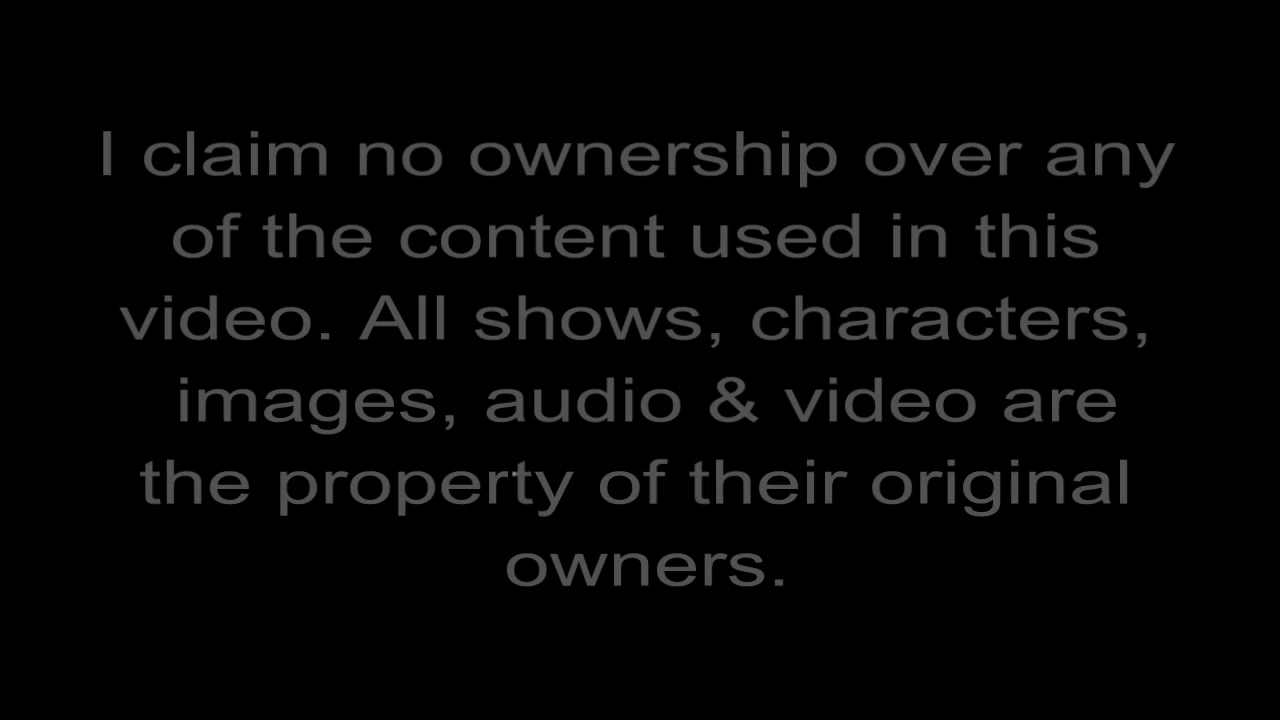 I claim no ownership over any
of the content used in this
video. All shows, characters,
images, audio & video are
the property of their original
owners.